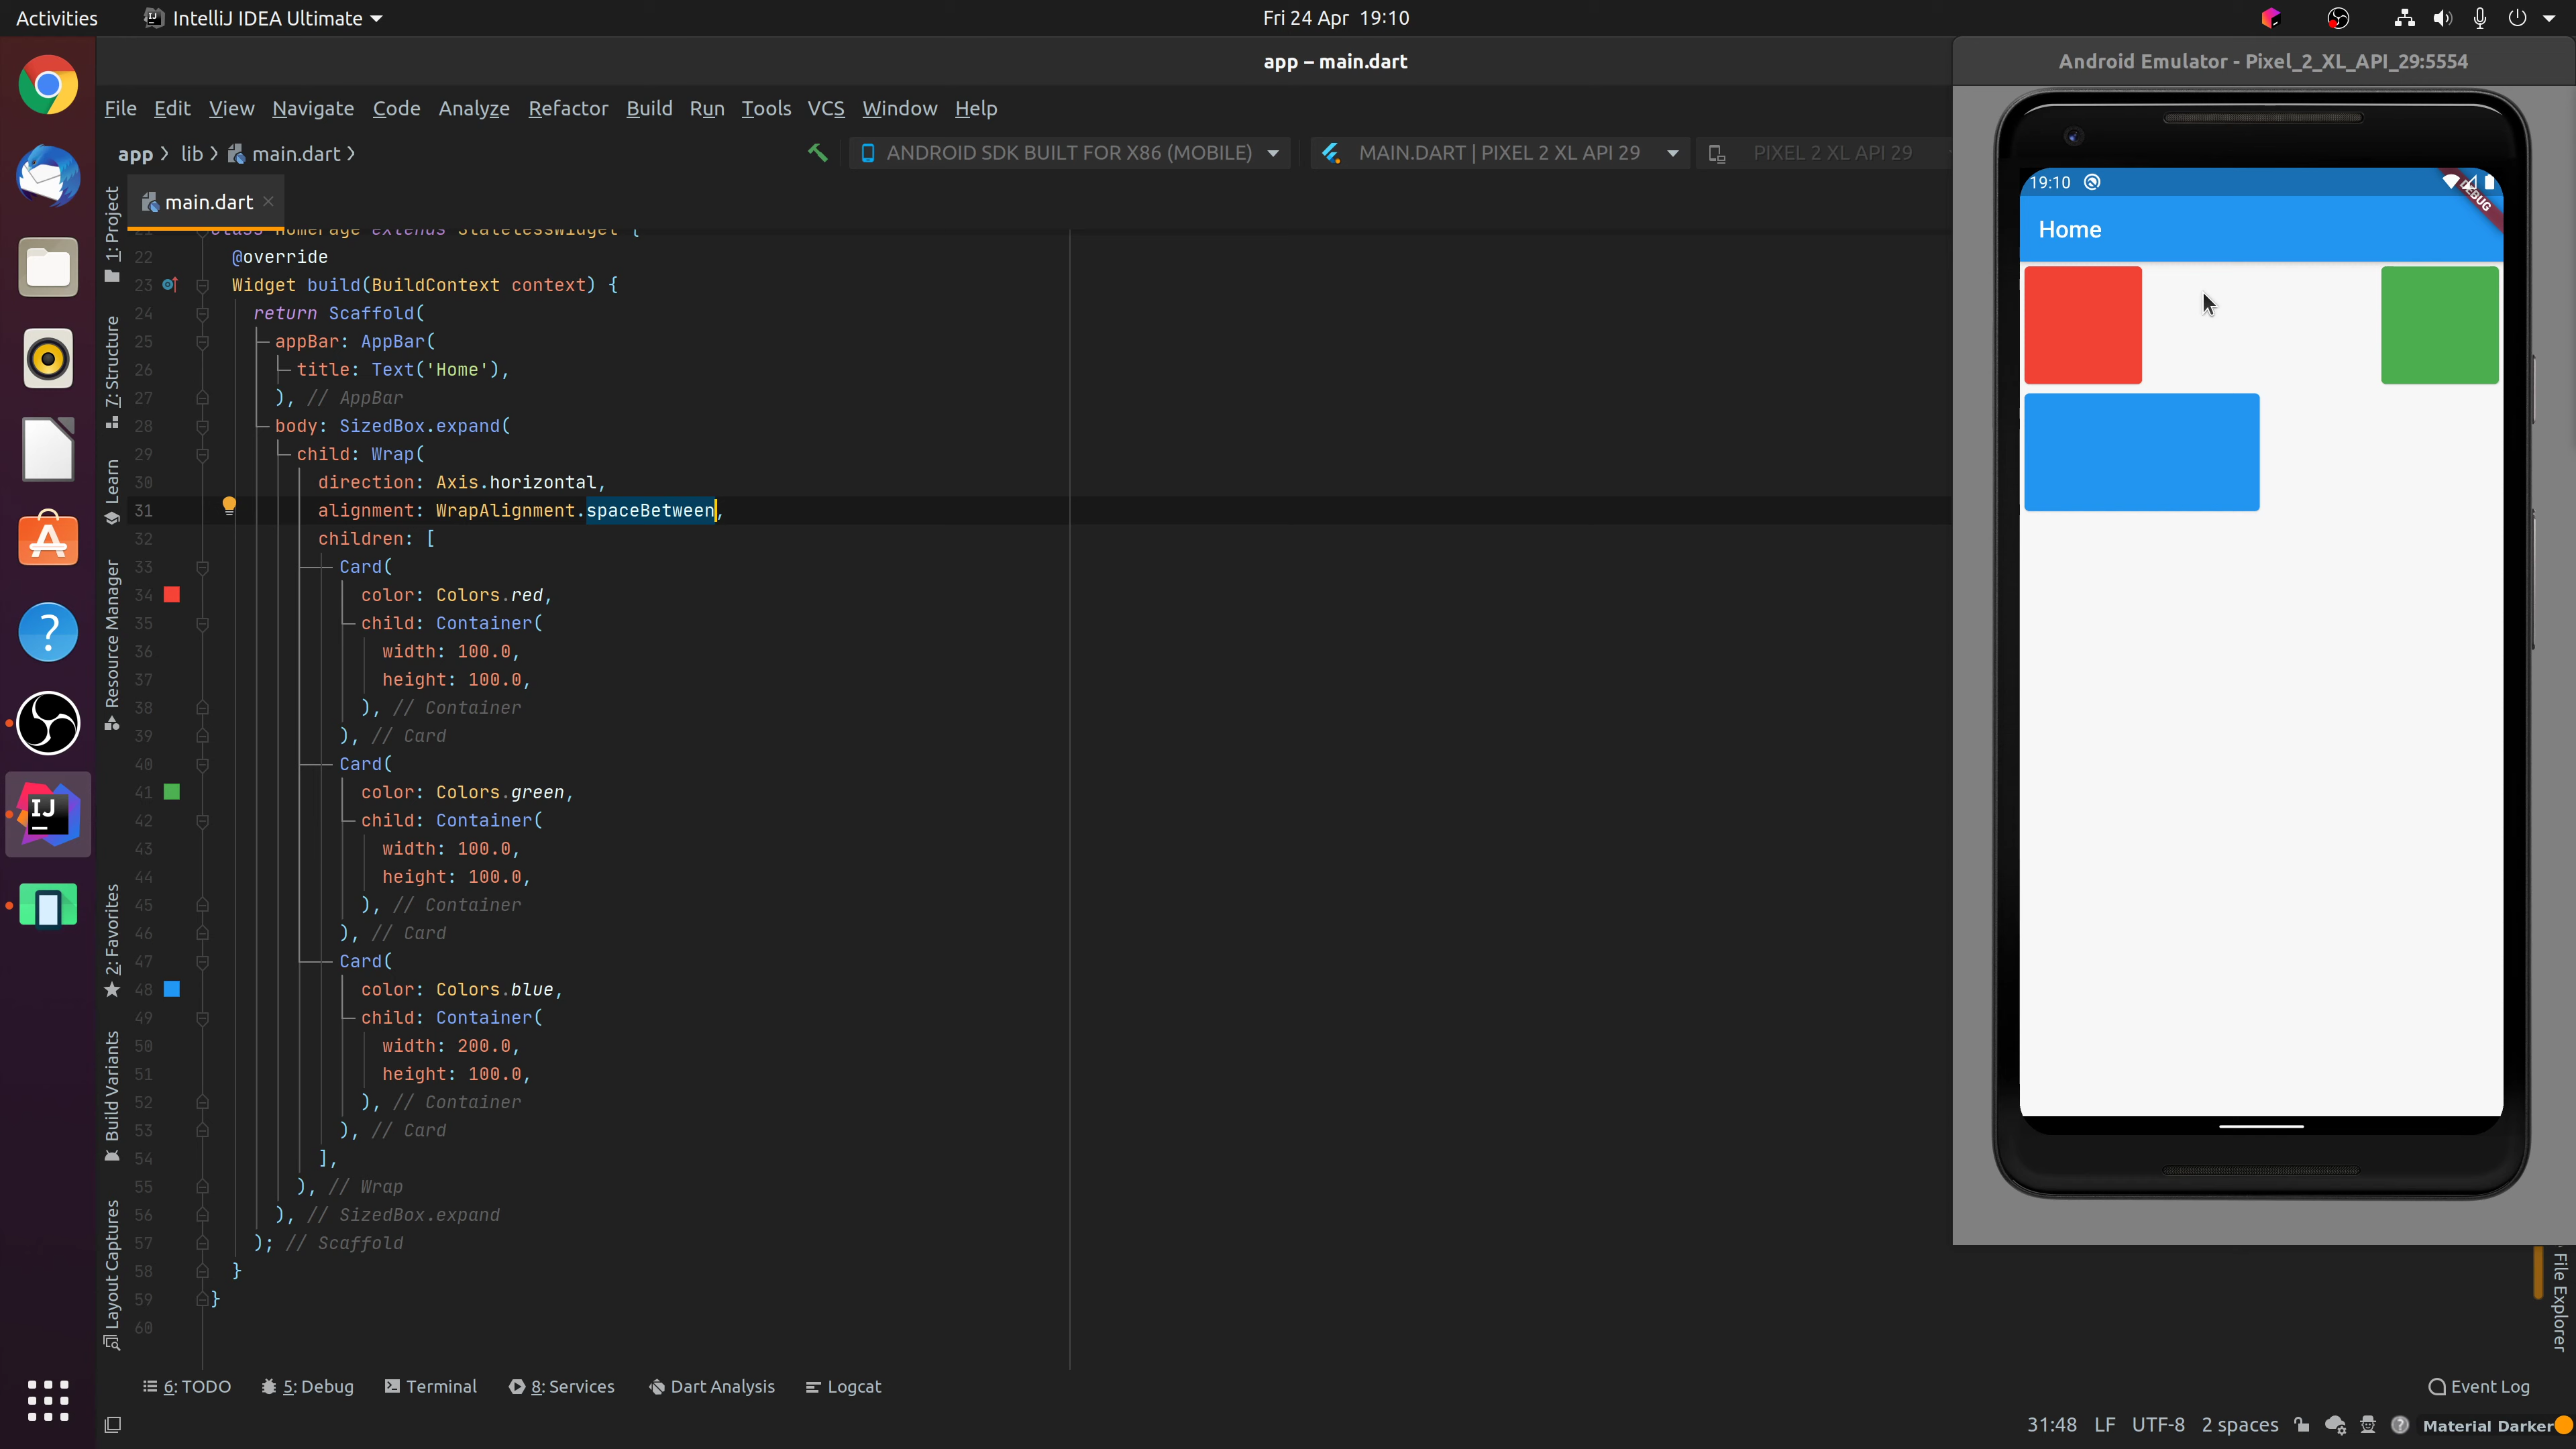 Activities
IntelliJ IDEA Ultimate
Fri 24 Apr 19:10
app – main.dart
Android Emulator - Pixel_2_XL_API_29:5554
File Edit View Navigate Code Analyze Refactor Build Run Tools VCS Window Help
app lib main.dart
ANDROID SDK BUILT FOR X86 (MOBILE)
MAIN.DART | PIXEL 2 XL API 29
PIXEL 2 XL API 29
main.dart
1: Project
7: Structure
Learn
Resource Manager
2: Favorites
Build Variants
Layout Captures
21 class HomePage extends StatelessWidget {
22 @override
23 Widget build(BuildContext context) {
24 return Scaffold(
25 appBar: AppBar(
26 title: Text('Home'),
27 ), // AppBar
28 body: SizedBox.expand(
29 child: Wrap(
30 direction: Axis.horizontal,
31 alignment: WrapAlignment.spaceBetween,
32 children: [
33 Card(
34 color: Colors.red,
35 child: Container(
36 width: 100.0,
37 height: 100.0,
38 ), // Container
39 ), // Card
40 Card(
41 color: Colors.green,
42 child: Container(
43 width: 100.0,
44 height: 100.0,
45 ), // Container
46 ), // Card
47 Card(
48 color: Colors.blue,
49 child: Container(
50 width: 200.0,
51 height: 100.0,
52 ), // Container
53 ), // Card
54 ],
55 ), // Wrap
56 ), // SizedBox.expand
57 ); // Scaffold
58 }
59 }
60
19:10
DEBUG
Home
IJ
File Explorer
6: TODO 5: Debug Terminal 8: Services Dart Analysis Logcat
Event Log
31:48 LF UTF-8 2 spaces Material Darker